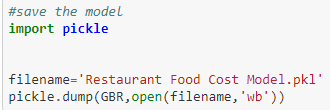 #save the model
import pickle
filename='Restaurant Food Cost Model.pkl'
pickle.dump(GBR,open(filename,'wb'))